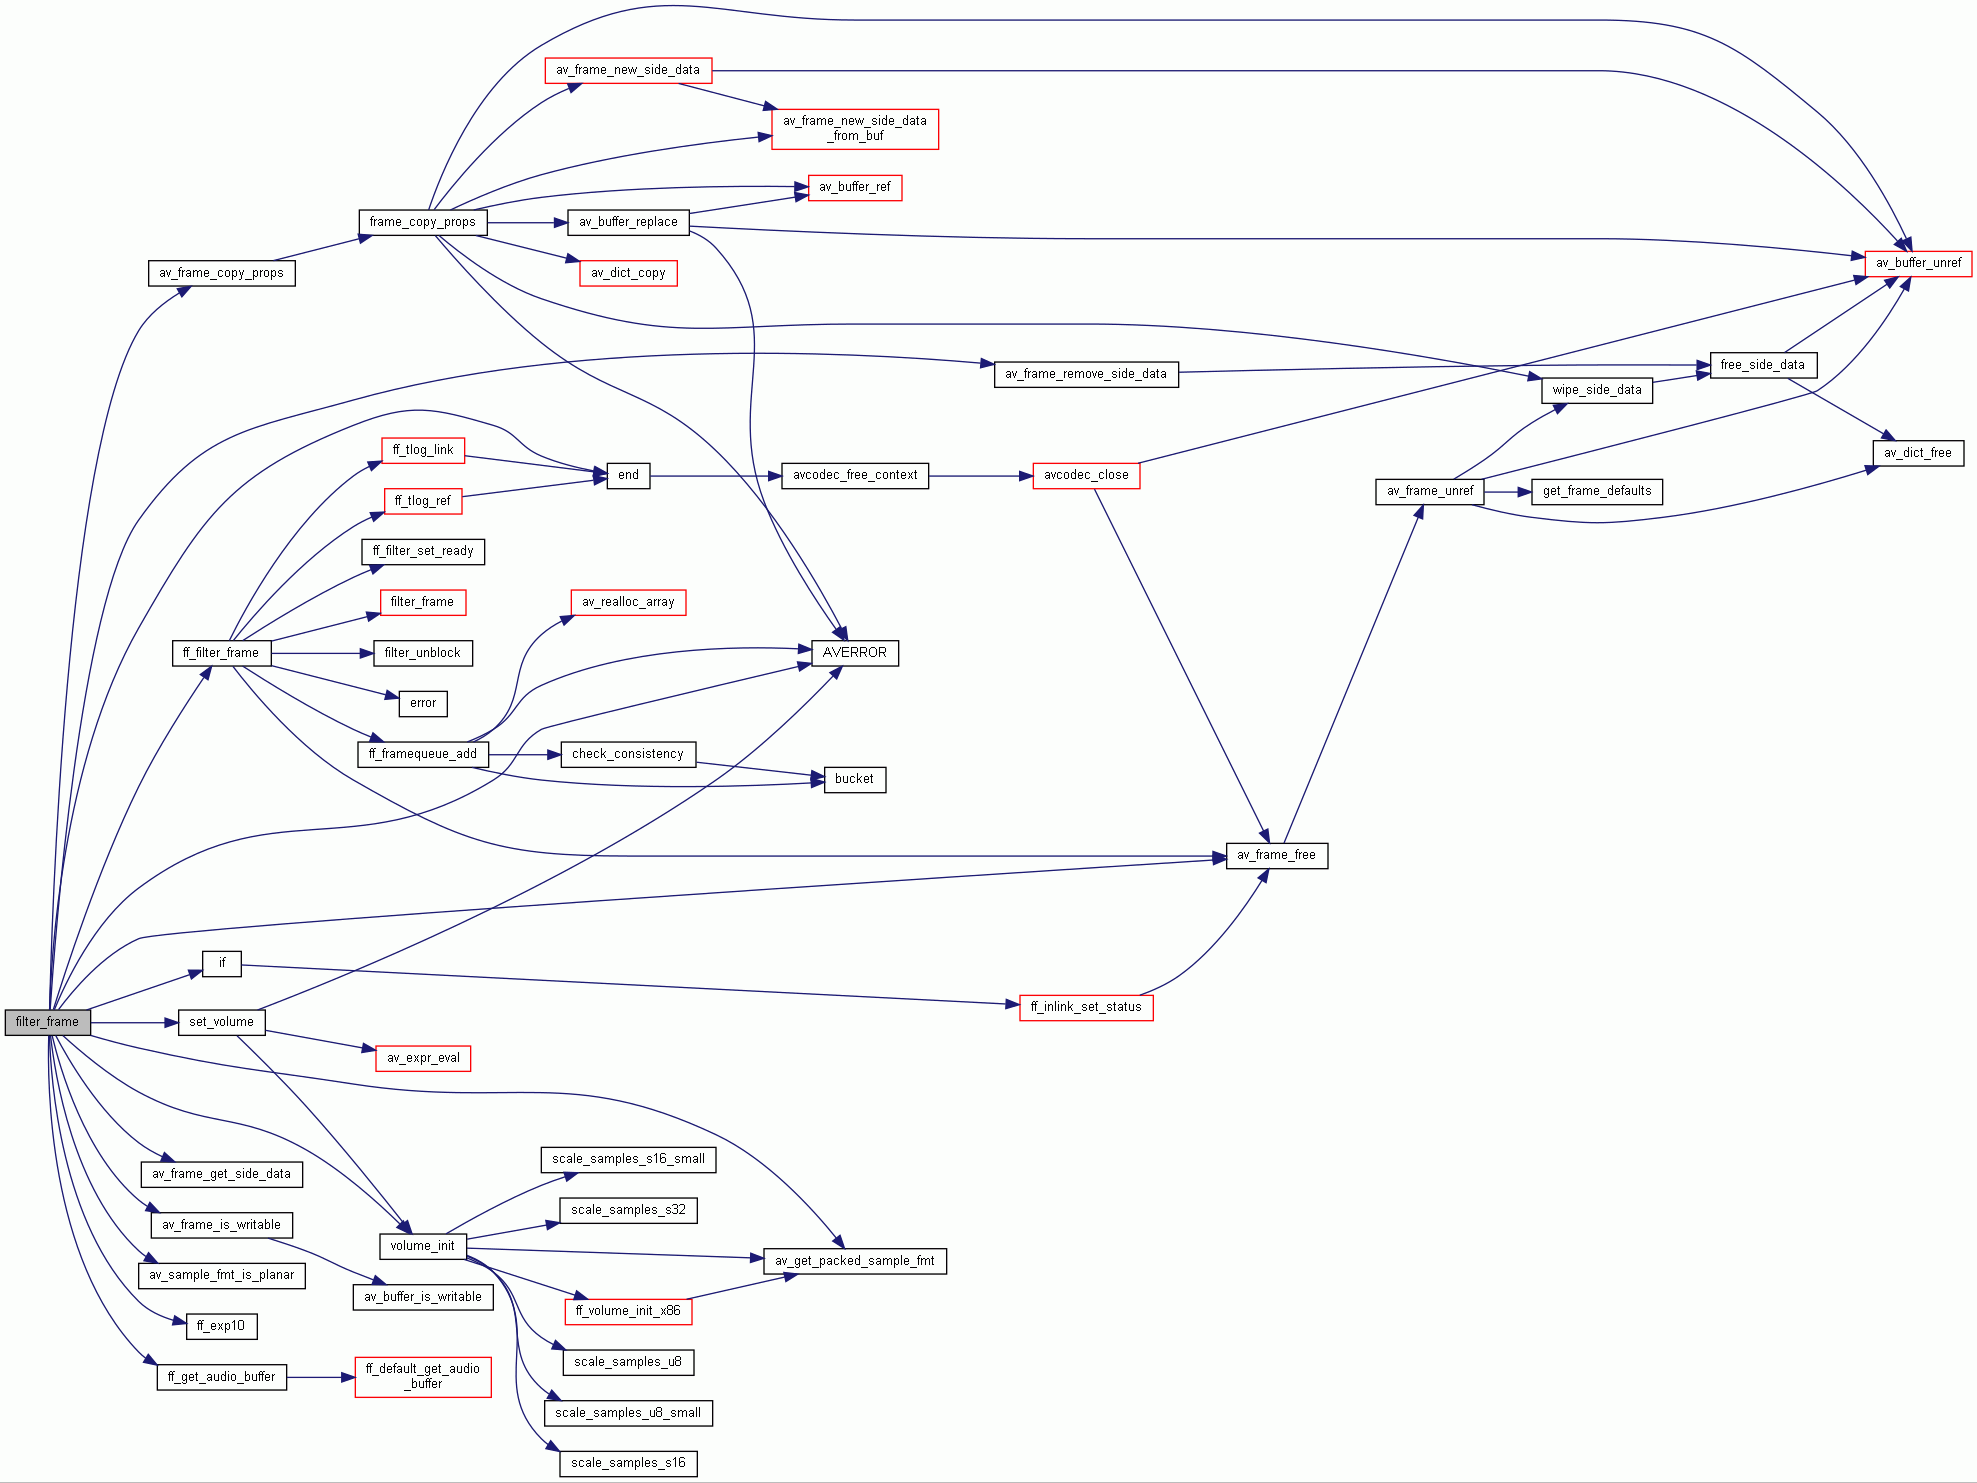 av_frame_new_side_data
av_frame_new_side_data
_from_buf
av_buffer_ref
frame_copy_props
av_buffer_replace
av_frame_copy_props
av_dict_copy
av_buffer_unref
av_frame_remove_side_data
free_side_data
wipe_side_data
ff_tlog_link
end
avcodec_free_context
avcodec_close
av_dict_free
ff_tlog_ref
av_frame_unref
get_frame_defaults
ff_filter_set_ready
filter_frame
av_realloc_array
ff_filter_frame
filter_unblock
AVERROR
error
ff_framequeue_add
check_consistency
bucket
av_frame_free
if
ff_inlink_set_status
filter_frame
set_volume
av_expr_eval
av_frame_get_side_data
scale_samples_s16_small
av_frame_is_writable
scale_samples_s32
volume_init
av_get_packed_sample_fmt
av_sample_fmt_is_planar
av_buffer_is_writable
ff_volume_init_x86
ff_exp10
ff_get_audio_buffer
ff_default_get_audio
_buffer
scale_samples_u8
scale_samples_u8_small
scale_samples_s16